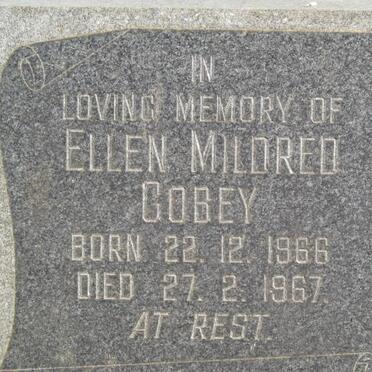 IN
LOVING MEMORY OF
ELLEN MILDRED
GOBEY
BORN 22. 12. 1966
DIED 27. 2. 1967.
AT REST.